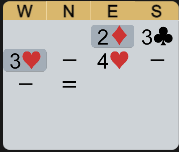 W N E S
2♦ 3♣
3♥ – 4♥ –
– =